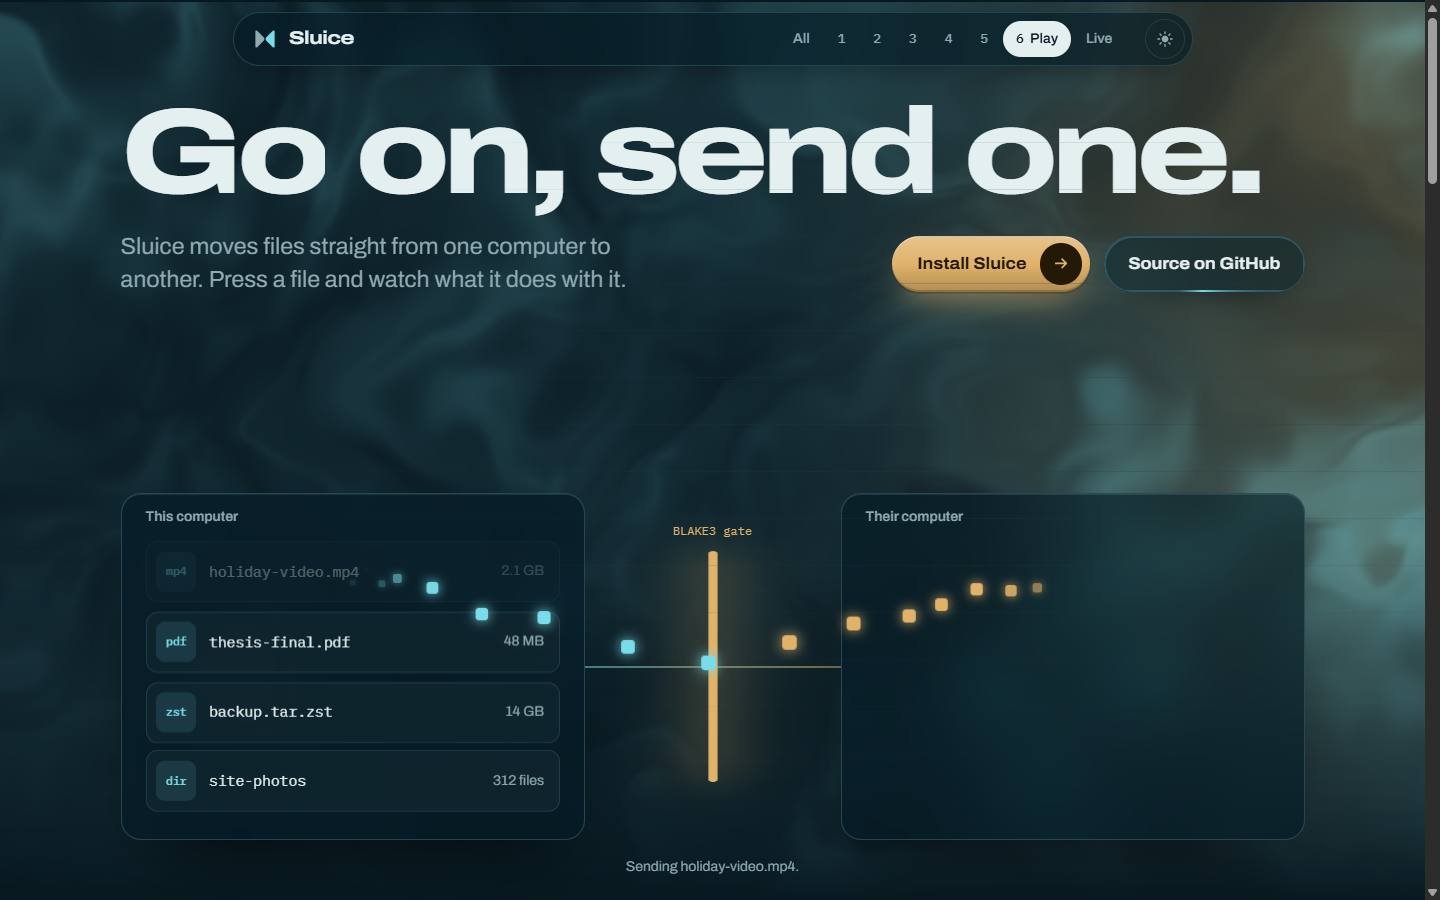 Sluice
All 1 2 3 4 5 6 Play Live
Go on, send one.
Sluice moves files straight from one computer to
another. Press a file and watch what it does with it.
Install Sluice
Source on GitHub
This computer
mp4 holiday-video.mp4 2.1 GB
pdf thesis-final.pdf 48 MB
zst backup.tar.zst 14 GB
dir site-photos 312 files
BLAKE3 gate
Their computer
Sending holiday-video.mp4.